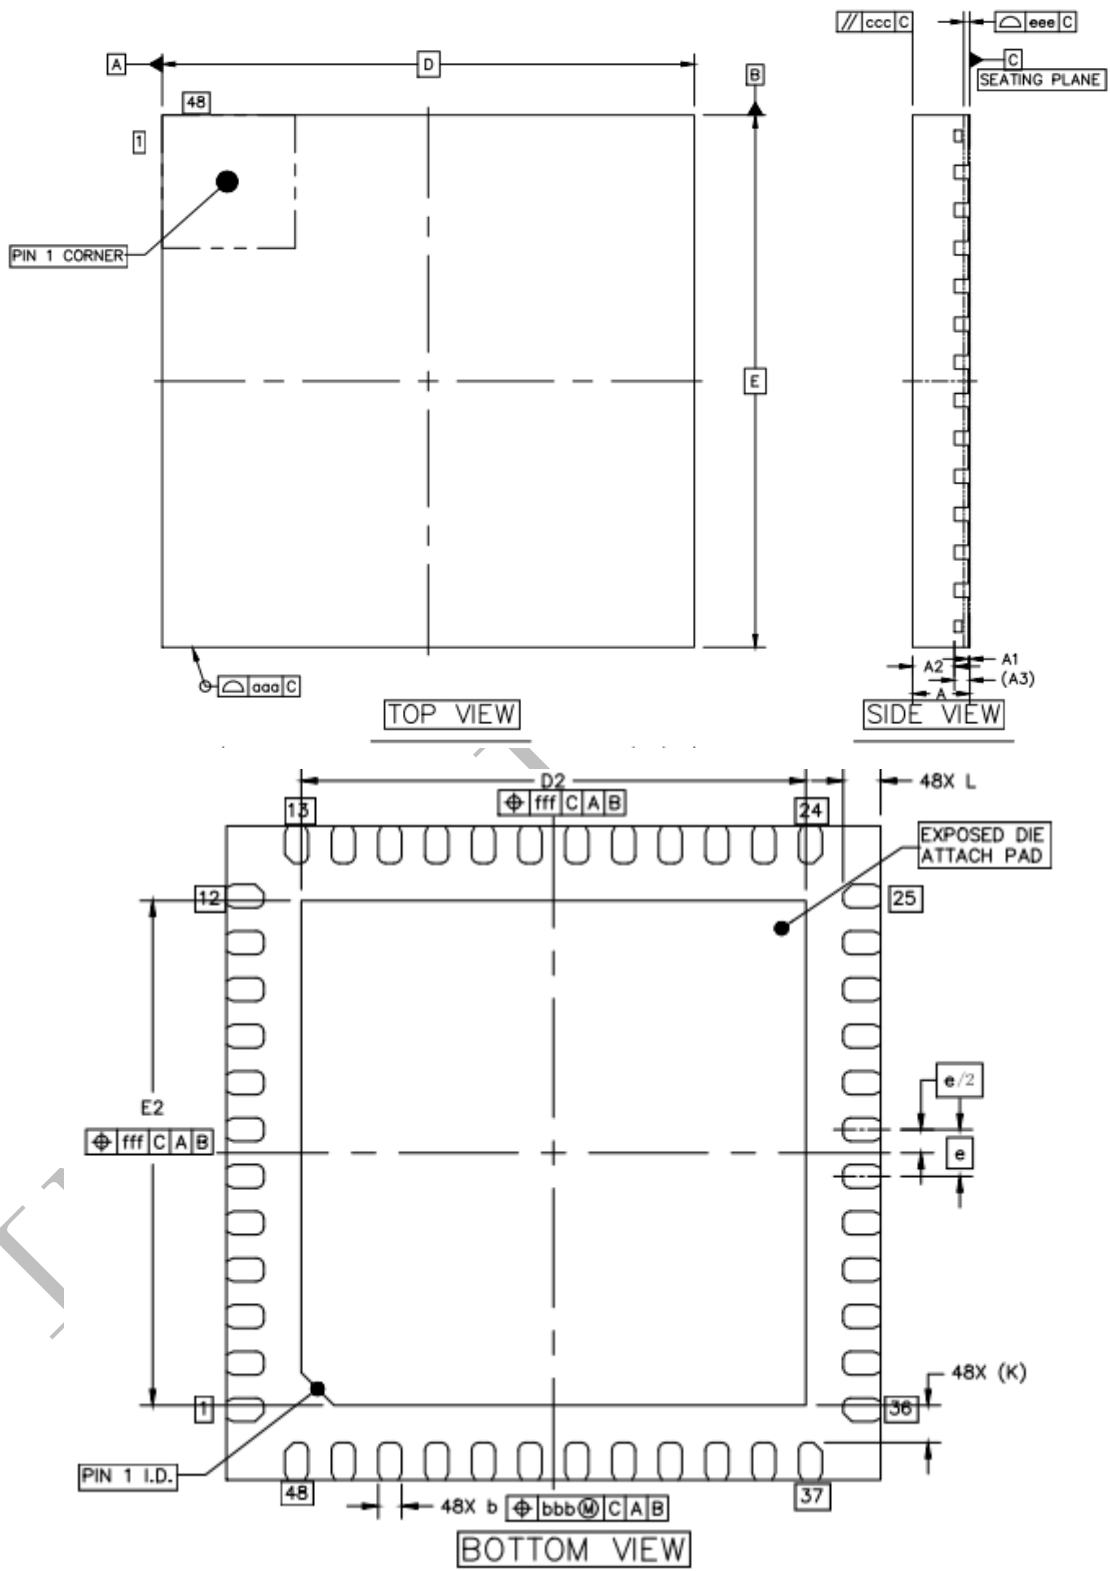 // ccc C
⌓ eee C
A
D
B
C
SEATING PLANE
48
1
PIN 1 CORNER
E
⌓ aaa C
A2
A1
(A3)
A
TOP VIEW
SIDE VIEW
D2
⌖ fff C A B
48X L
13
24
EXPOSED DIE
ATTACH PAD
12
25
e/2
E2
⌖ fff C A B
e
48X (K)
1
36
PIN 1 I.D.
48
48X b ⌖ bbb Ⓜ C A B
37
BOTTOM VIEW